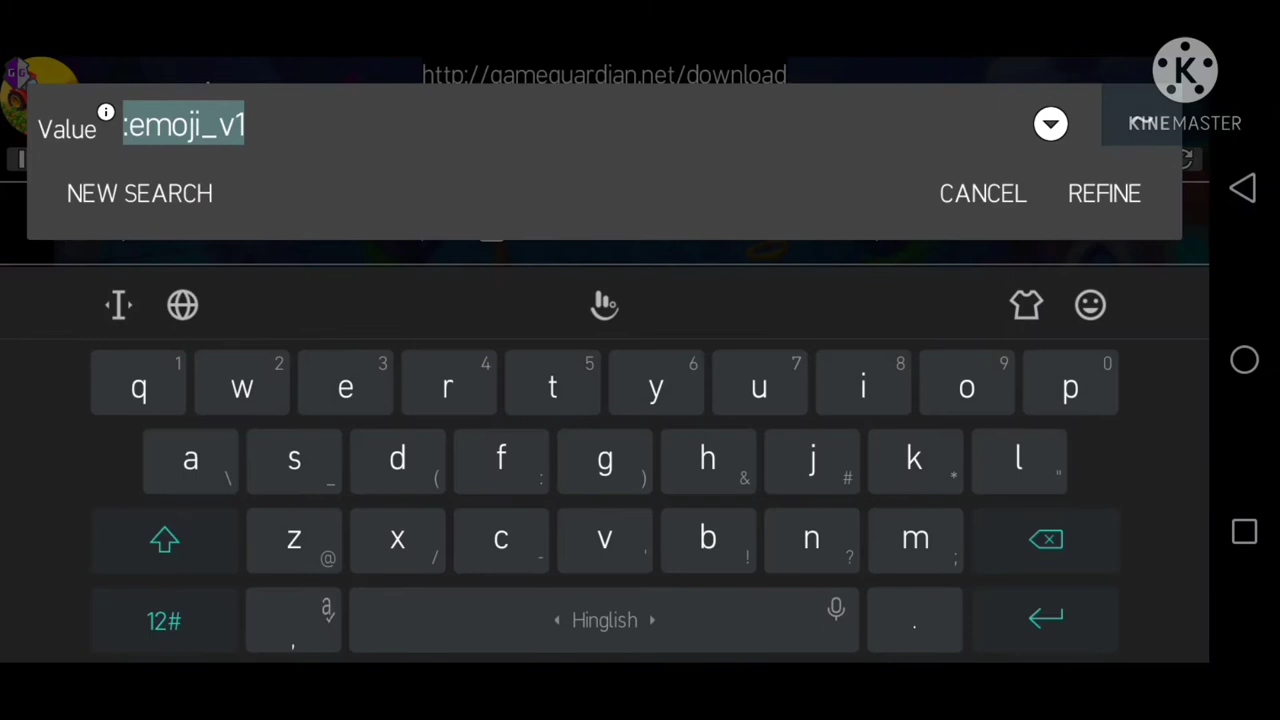 http://gameguardian.net/download
K
KINEMASTER
Value i :emoji_v1
NEW SEARCH CANCEL REFINE
q 1 w 2 e 3 r 4 t 5 y 6 u 7 i 8 o 9 p 0
a \ s _ d ( f : g ) h & j # k * l "
z @ x / c - v ' b ! n ? m ;
12# , a Hinglish .